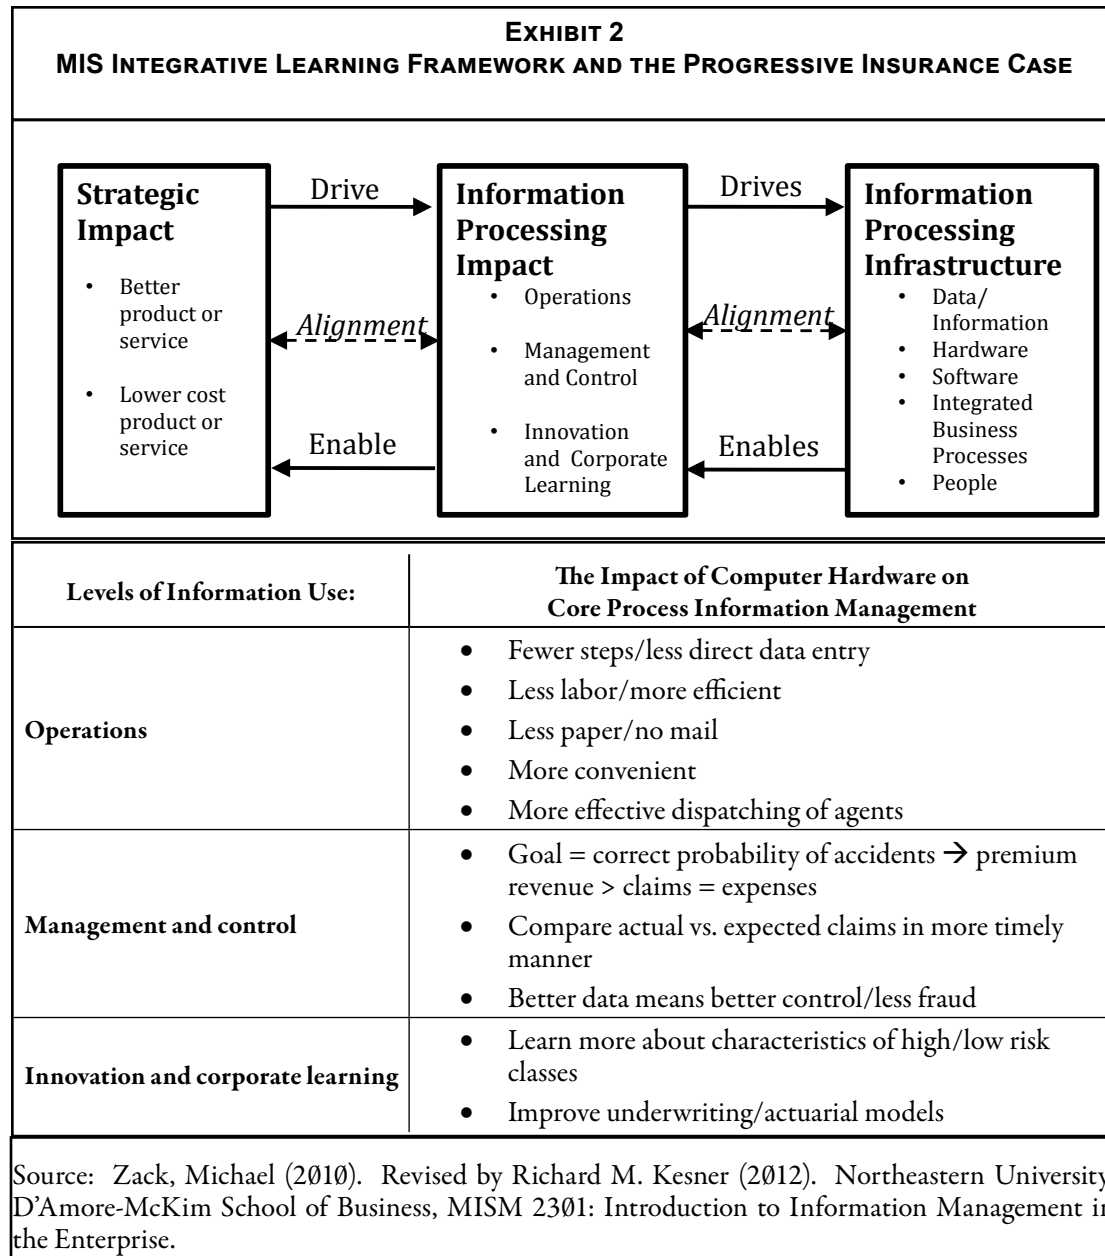 EXHIBIT 2
MIS INTEGRATIVE LEARNING FRAMEWORK AND THE PROGRESSIVE INSURANCE CASE
Strategic
Impact
• Better
product or
service
• Lower cost
product or
service
Drive
Alignment
Enable
Information
Processing
Impact
• Operations
• Management
and Control
• Innovation
and Corporate
Learning
Drives
Alignment
Enables
Information
Processing
Infrastructure
• Data/
Information
• Hardware
• Software
• Integrated
Business
Processes
• People
Levels of Information Use:
The Impact of Computer Hardware on
Core Process Information Management
Operations
• Fewer steps/less direct data entry
• Less labor/more efficient
• Less paper/no mail
• More convenient
• More effective dispatching of agents
Management and control
• Goal = correct probability of accidents → premium
revenue > claims = expenses
• Compare actual vs. expected claims in more timely
manner
• Better data means better control/less fraud
Innovation and corporate learning
• Learn more about characteristics of high/low risk
classes
• Improve underwriting/actuarial models
Source: Zack, Michael (2010). Revised by Richard M. Kesner (2012). Northeastern University
D'Amore-McKim School of Business, MISM 2301: Introduction to Information Management in
the Enterprise.